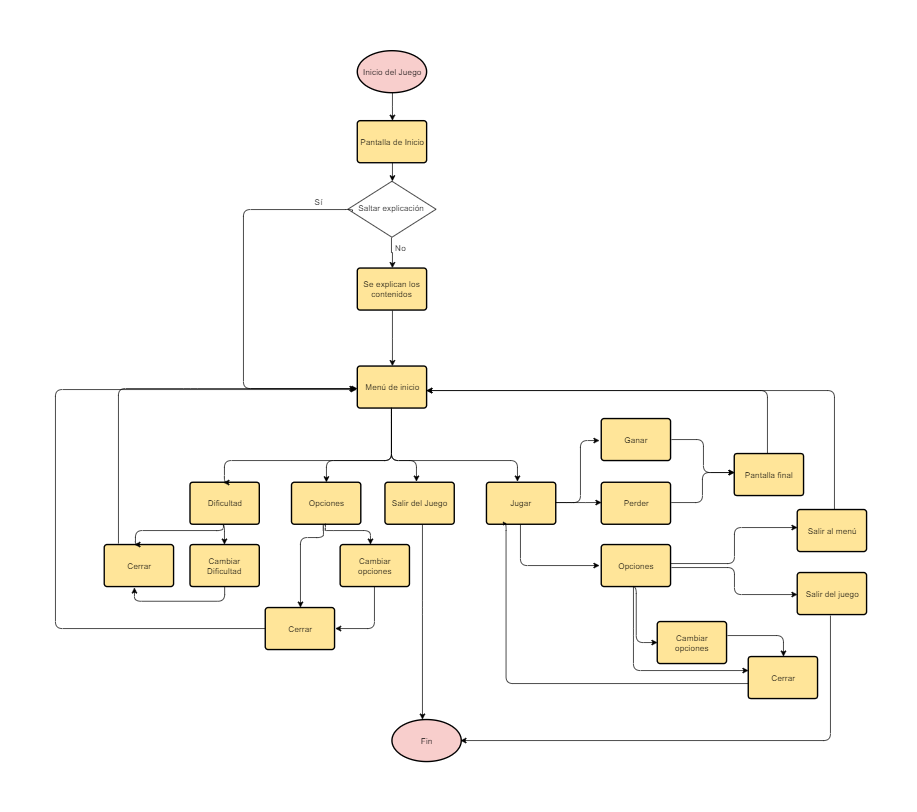 Inicio del Juego
Pantalla de Inicio
Sí
Saltar explicación
No
Se explican los
contenidos
Menú de inicio
Ganar
Pantalla final
Dificultad
Opciones
Salir del Juego
Jugar
Perder
Salir al menú
Cerrar
Cambiar
Dificultad
Cambiar
opciones
Opciones
Salir del juego
Cerrar
Cambiar
opciones
Cerrar
Fin